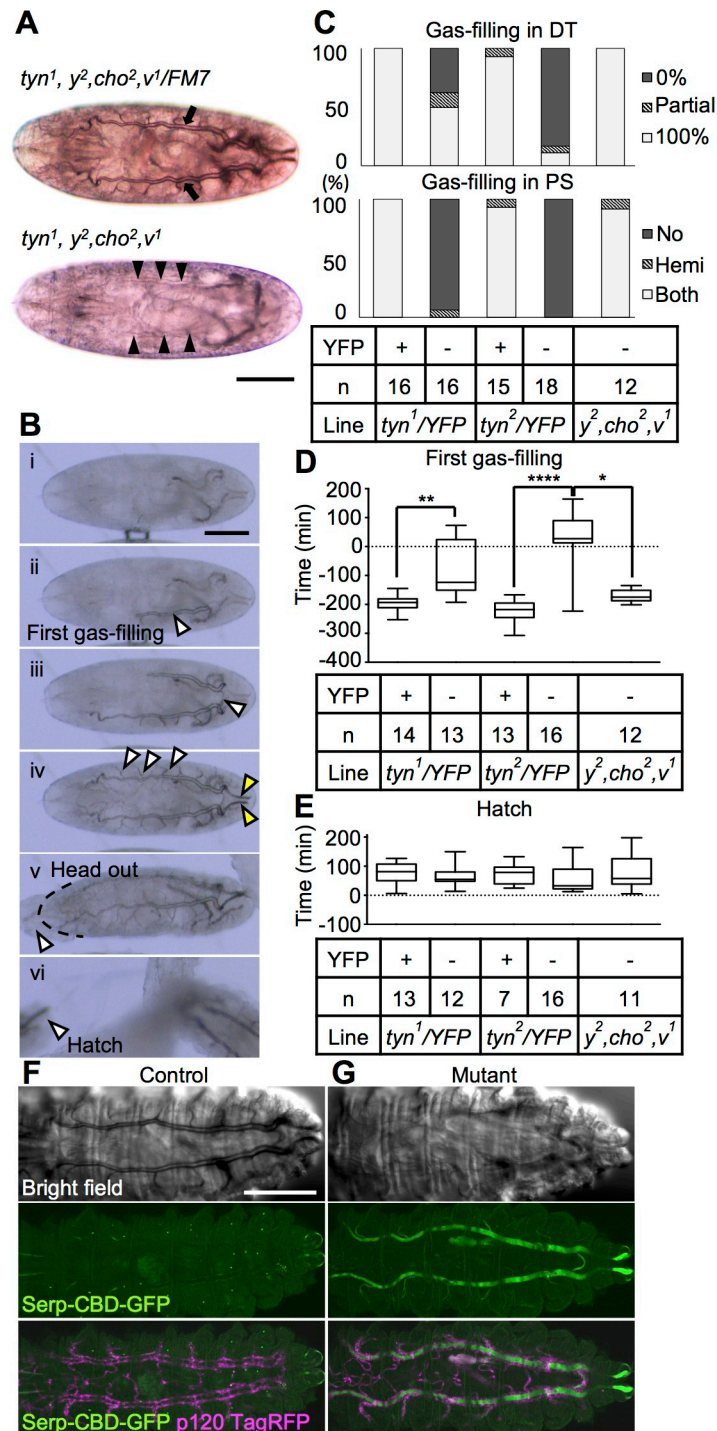 A
tyn1, y2,cho2,v1/FM7
tyn1, y2,cho2,v1
B
i
ii
First gas-filling
iii
iv
v Head out
vi
Hatch
C
Gas-filling in DT
100
50
0
0%
Partial
100%
(%)
Gas-filling in PS
100
50
0
No
Hemi
Both
YFP + - + - -
n 16 16 15 18 12
Line tyn1/YFP tyn2/YFP y2,cho2,v1
D
First gas-filling
** **** *
Time (min)
200
100
0
-100
-200
-300
-400
YFP + - + - -
n 14 13 13 16 12
Line tyn1/YFP tyn2/YFP y2,cho2,v1
E
Hatch
Time (min)
200
100
0
-100
YFP + - + - -
n 13 12 7 16 11
Line tyn1/YFP tyn2/YFP y2,cho2,v1
F Control
Bright field
Serp-CBD-GFP
Serp-CBD-GFP p120 TagRFP
G Mutant